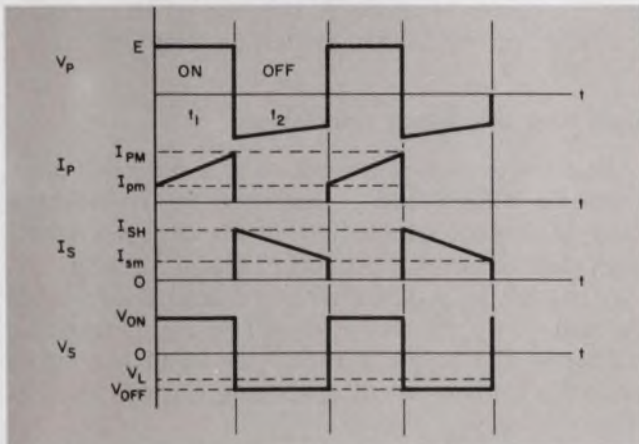 E
V_P
ON OFF
t
t_1 t_2
I_PM
I_P
I_pm
t
I_SH
I_S
I_sm
O
t
V_ON
V_S
O
t
V_L
V_OFF